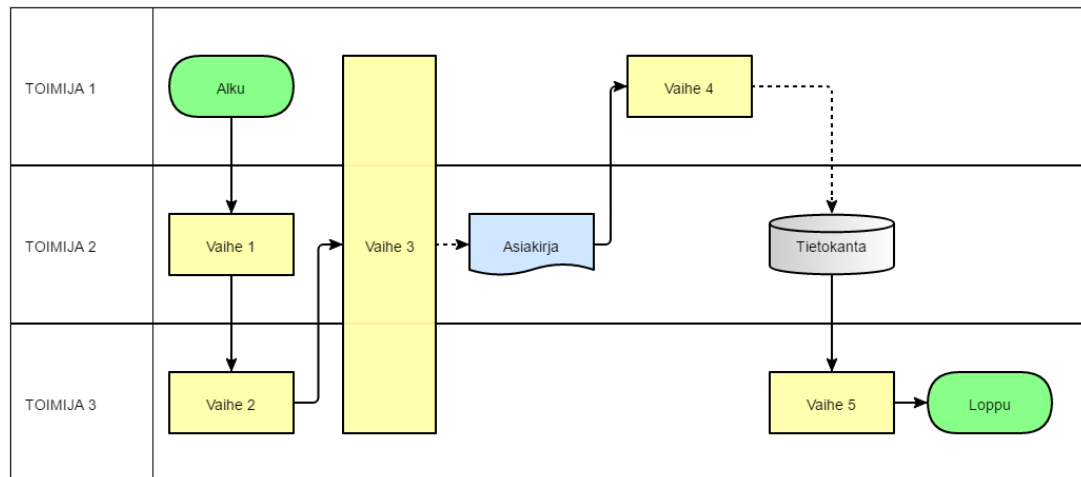 TOIMIJA 1
Alku
Vaihe 4
TOIMIJA 2
Vaihe 1
Vaihe 3
Asiakirja
Tietokanta
TOIMIJA 3
Vaihe 2
Vaihe 5
Loppu